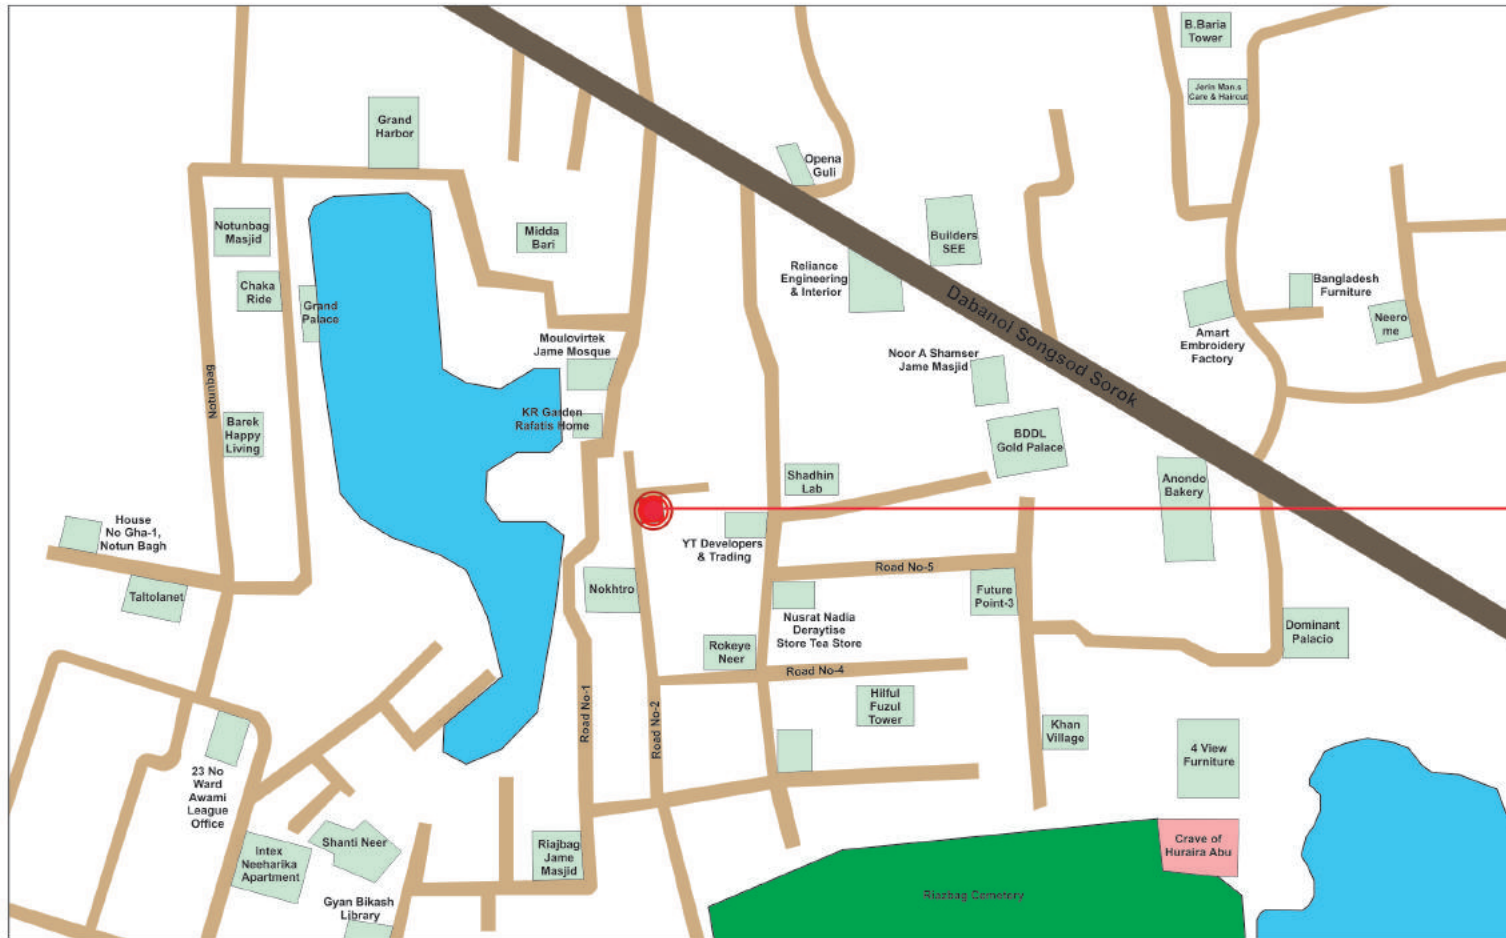 B.Baria
Tower
Jerin Man,s
Care & Haircut
Grand
Harbor
Opena
Guli
Notunbag
Masjid
Midda
Bari
Builders
SEE
Reliance
Engineering
& Interior
Chaka
Ride
Grand
Palace
Bangladesh
Furniture
Dabanol Songsod Sorok
Neero
me
Amart
Embroidery
Factory
Moulovirtek
Jame Mosque
Noor A Shamser
Jame Masjid
Notunbag
KR Garden
Rafatis Home
Barek
Happy
Living
BDDL
Gold Palace
Shadhin
Lab
Anondo
Bakery
House
No Gha-1,
Notun Bagh
YT Developers
& Trading
Road No-5
Taltolanet
Nokhtro
Future
Point-3
Nusrat Nadia
Deraytise
Store Tea Store
Dominant
Palacio
Rokeye
Neer
Road No-4
Road No-1
Road No-2
Hilful
Fuzul
Tower
Khan
Village
4 View
Furniture
23 No
Ward
Awami
League
Office
Shanti Neer
Intex
Neeharika
Apartment
Riajbag
Jame
Masjid
Crave of
Huraira Abu
Gyan Bikash
Library
Riazbag Cemetery